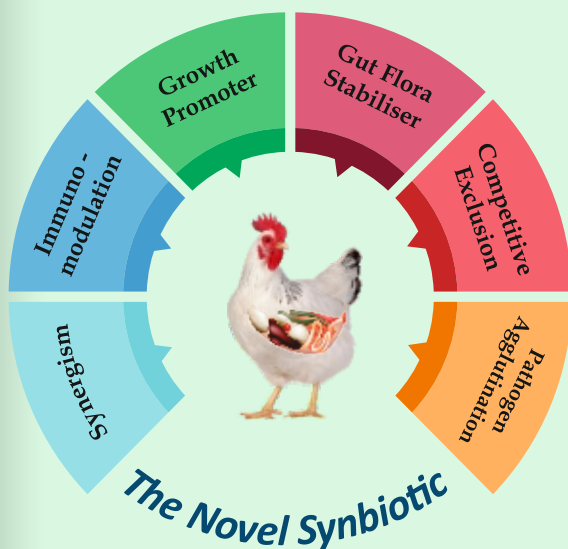 Growth
Promoter
Gut Flora
Stabiliser
Immuno -
modulation
Competitive
Exclusion
Synergism
Pathogen
Agglutination
The Novel Synbiotic